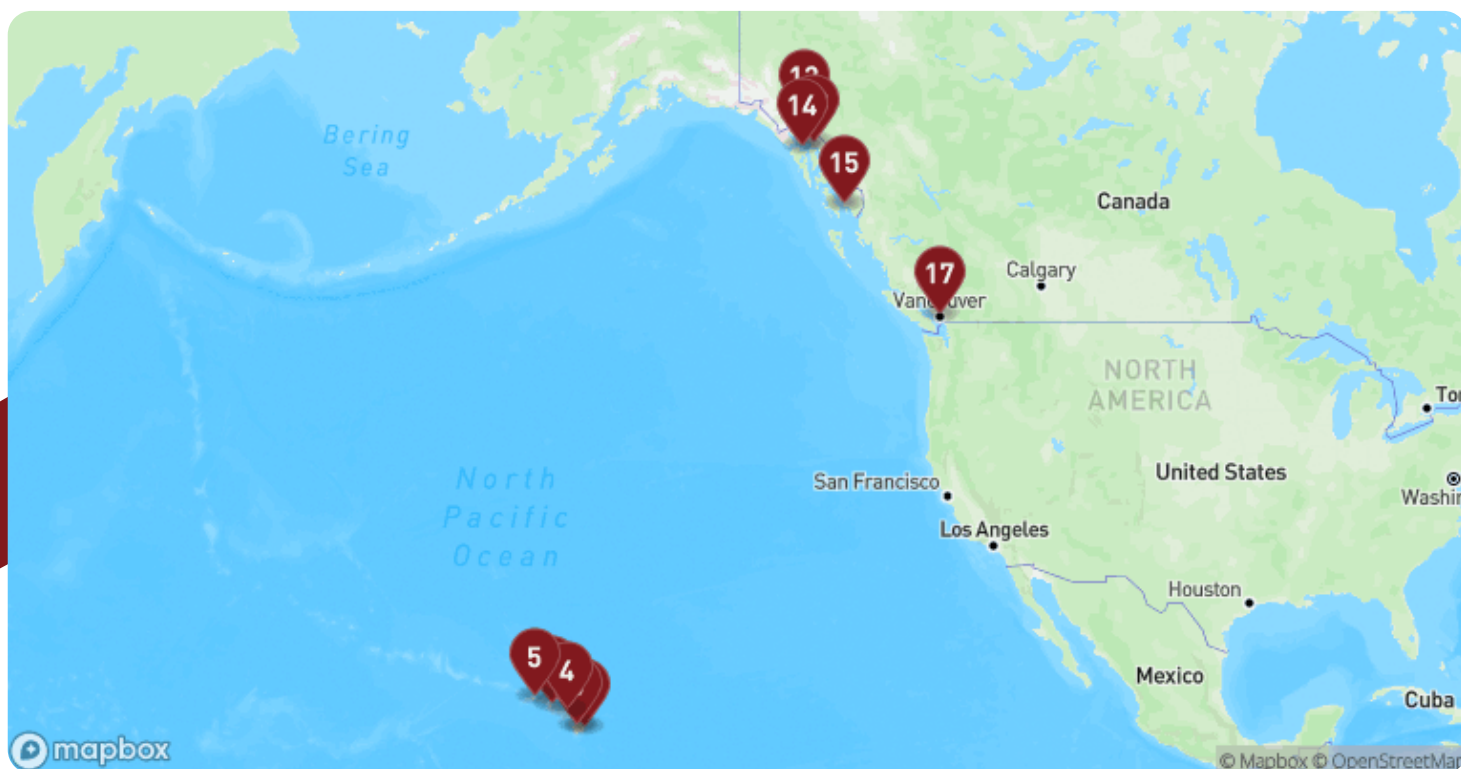 Bering
Sea
14
15
Canada
17
Calgary
Vancouver
NORTH
AMERICA
North
Pacific
Ocean
San Francisco
United States
Los Angeles
Houston
5
4
Mexico
Cuba
mapbox
© Mapbox © OpenStreetMap